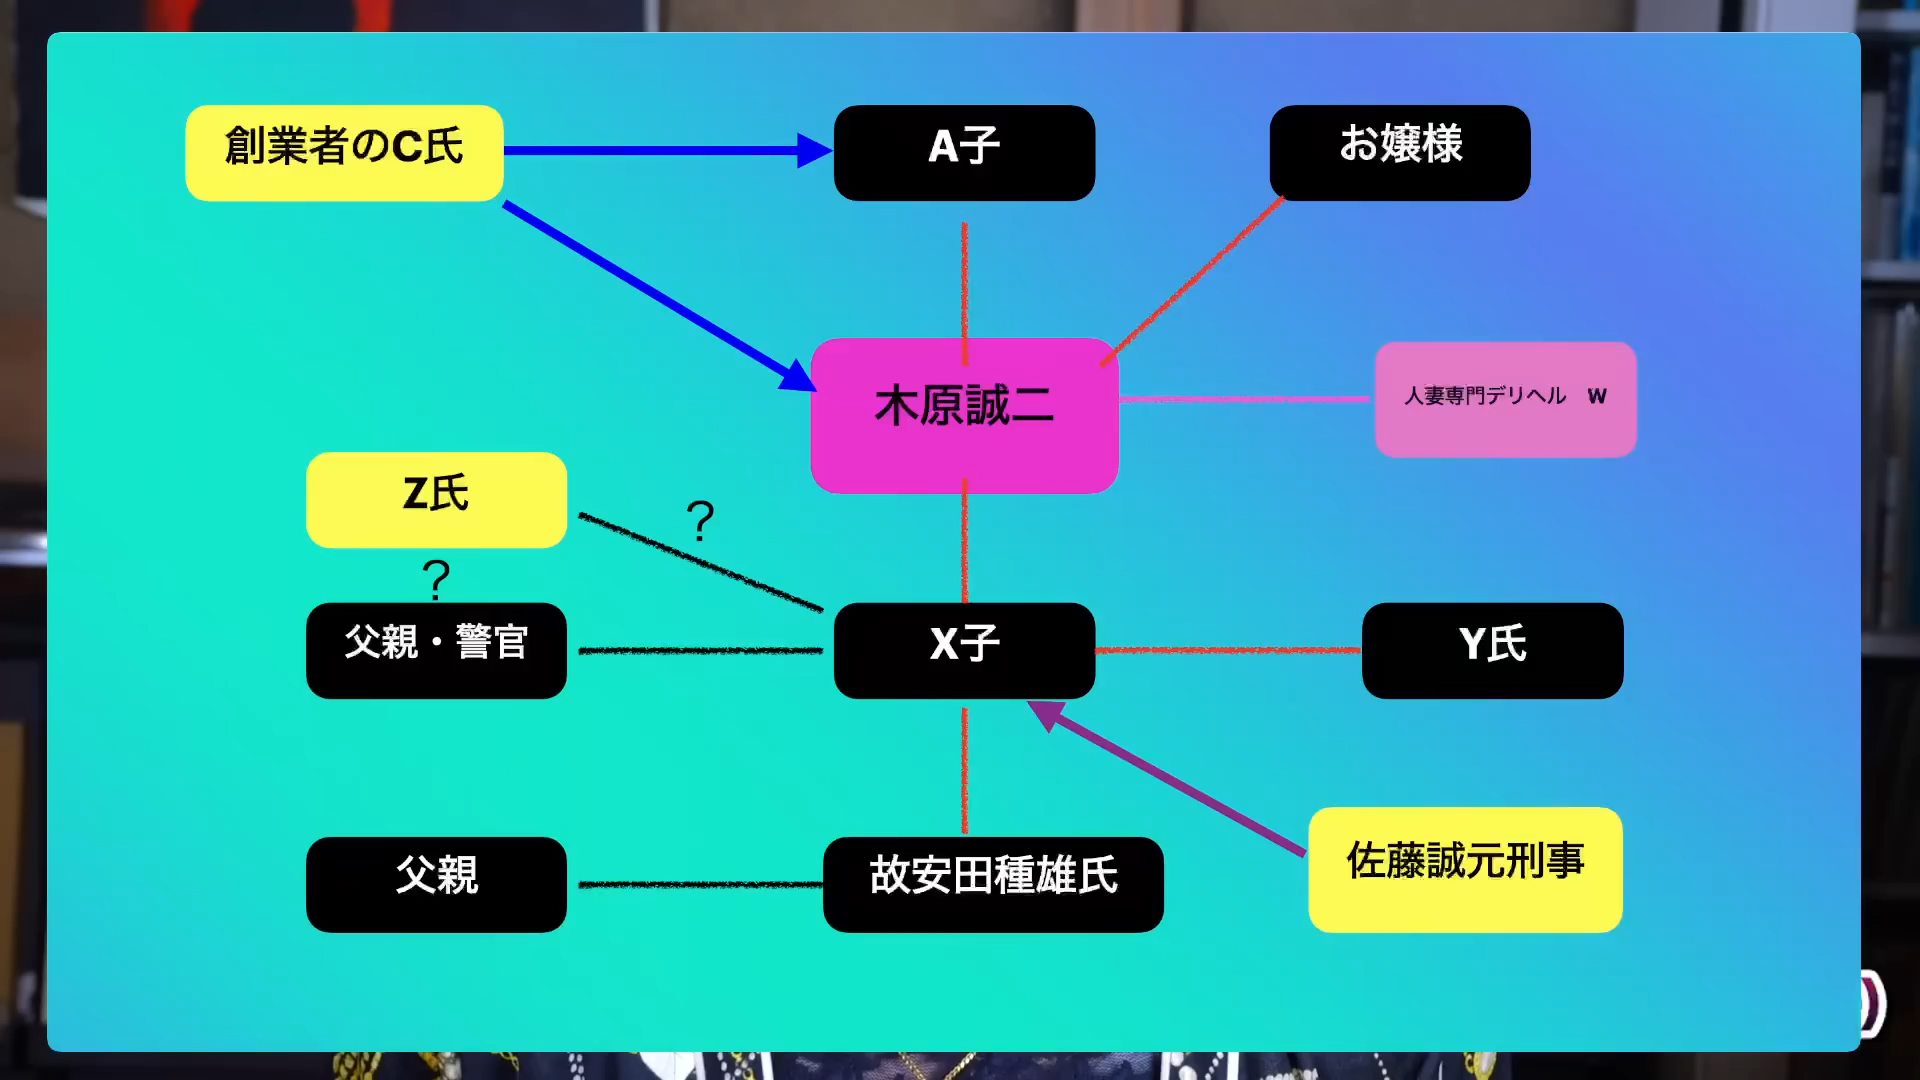 創業者のC氏
A子
お嬢様
木原誠二
人妻専門デリヘル　W
Z氏
?
?
父親・警官
X子
Y氏
父親
故安田種雄氏
佐藤誠元刑事
)